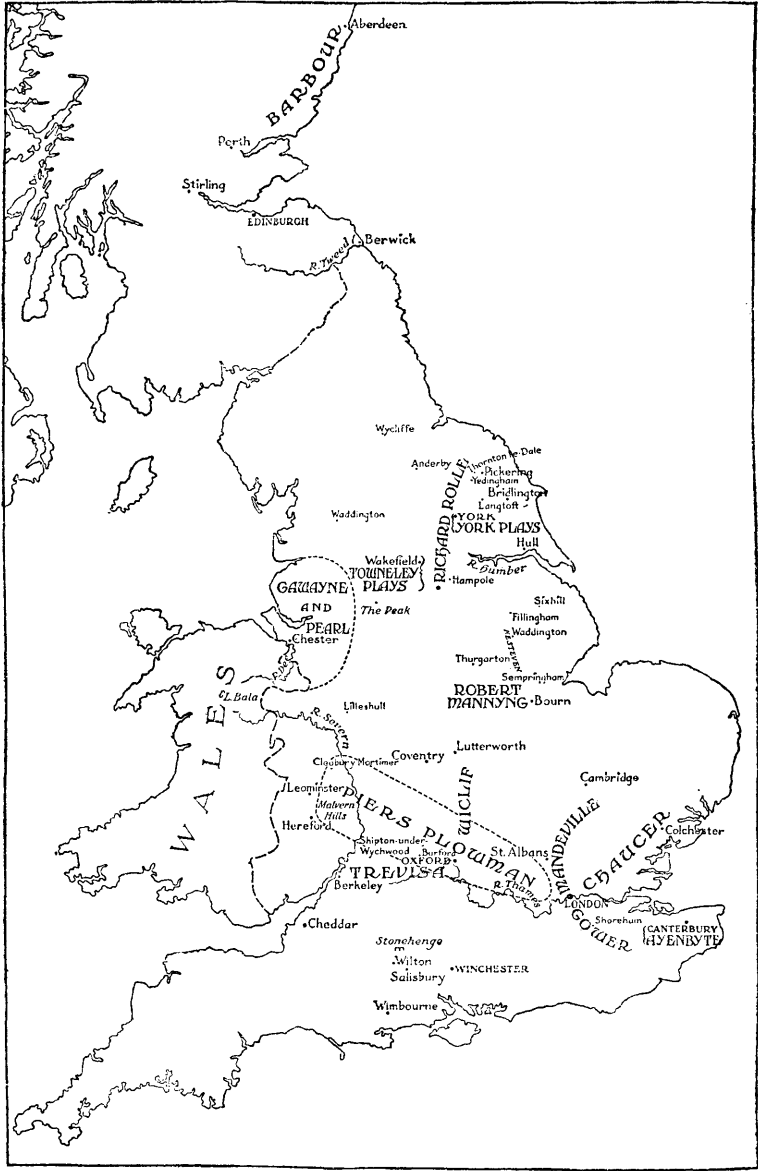 Aberdeen
BARBOUR
Perth
Stirling
EDINBURGH
Berwick
R. Tweed
Wycliffe
Anderby
Thornton-le-Dale
Pickering
Yedingham
Bridlington
Langtoft
RICHARD ROLLE
Waddington
YORK
YORK PLAYS
Hull
Wakefield
TOWNELEY
PLAYS
R. Humber
Hampole
GAWAYNE
AND
PEARL
The Peak
Sixhill
Fillingham
Waddington
KESTEVEN
Chester
R. Dee
Thurgarton
Sempringham
L. Bala
ROBERT
MANNYNG
Bourn
Lilleshull
R. Severn
WALES
Lutterworth
Coventry
Cleobury Mortimer
Cambridge
Leominster
PIERS PLOWMAN
WICLIF
Malvern
Hills
MANDEVILLE
CHAUCER
Colchester
Hereford
Shipton-under-
Wychwood
Burford
St. Albans
OXFORD
TREVISA
Berkeley
R. Thames
LONDON
GOWER
Shoreham
CANTERBURY
AYENBYTE
Cheddar
Stonehenge
Wilton
Salisbury
WINCHESTER
Wimbourne